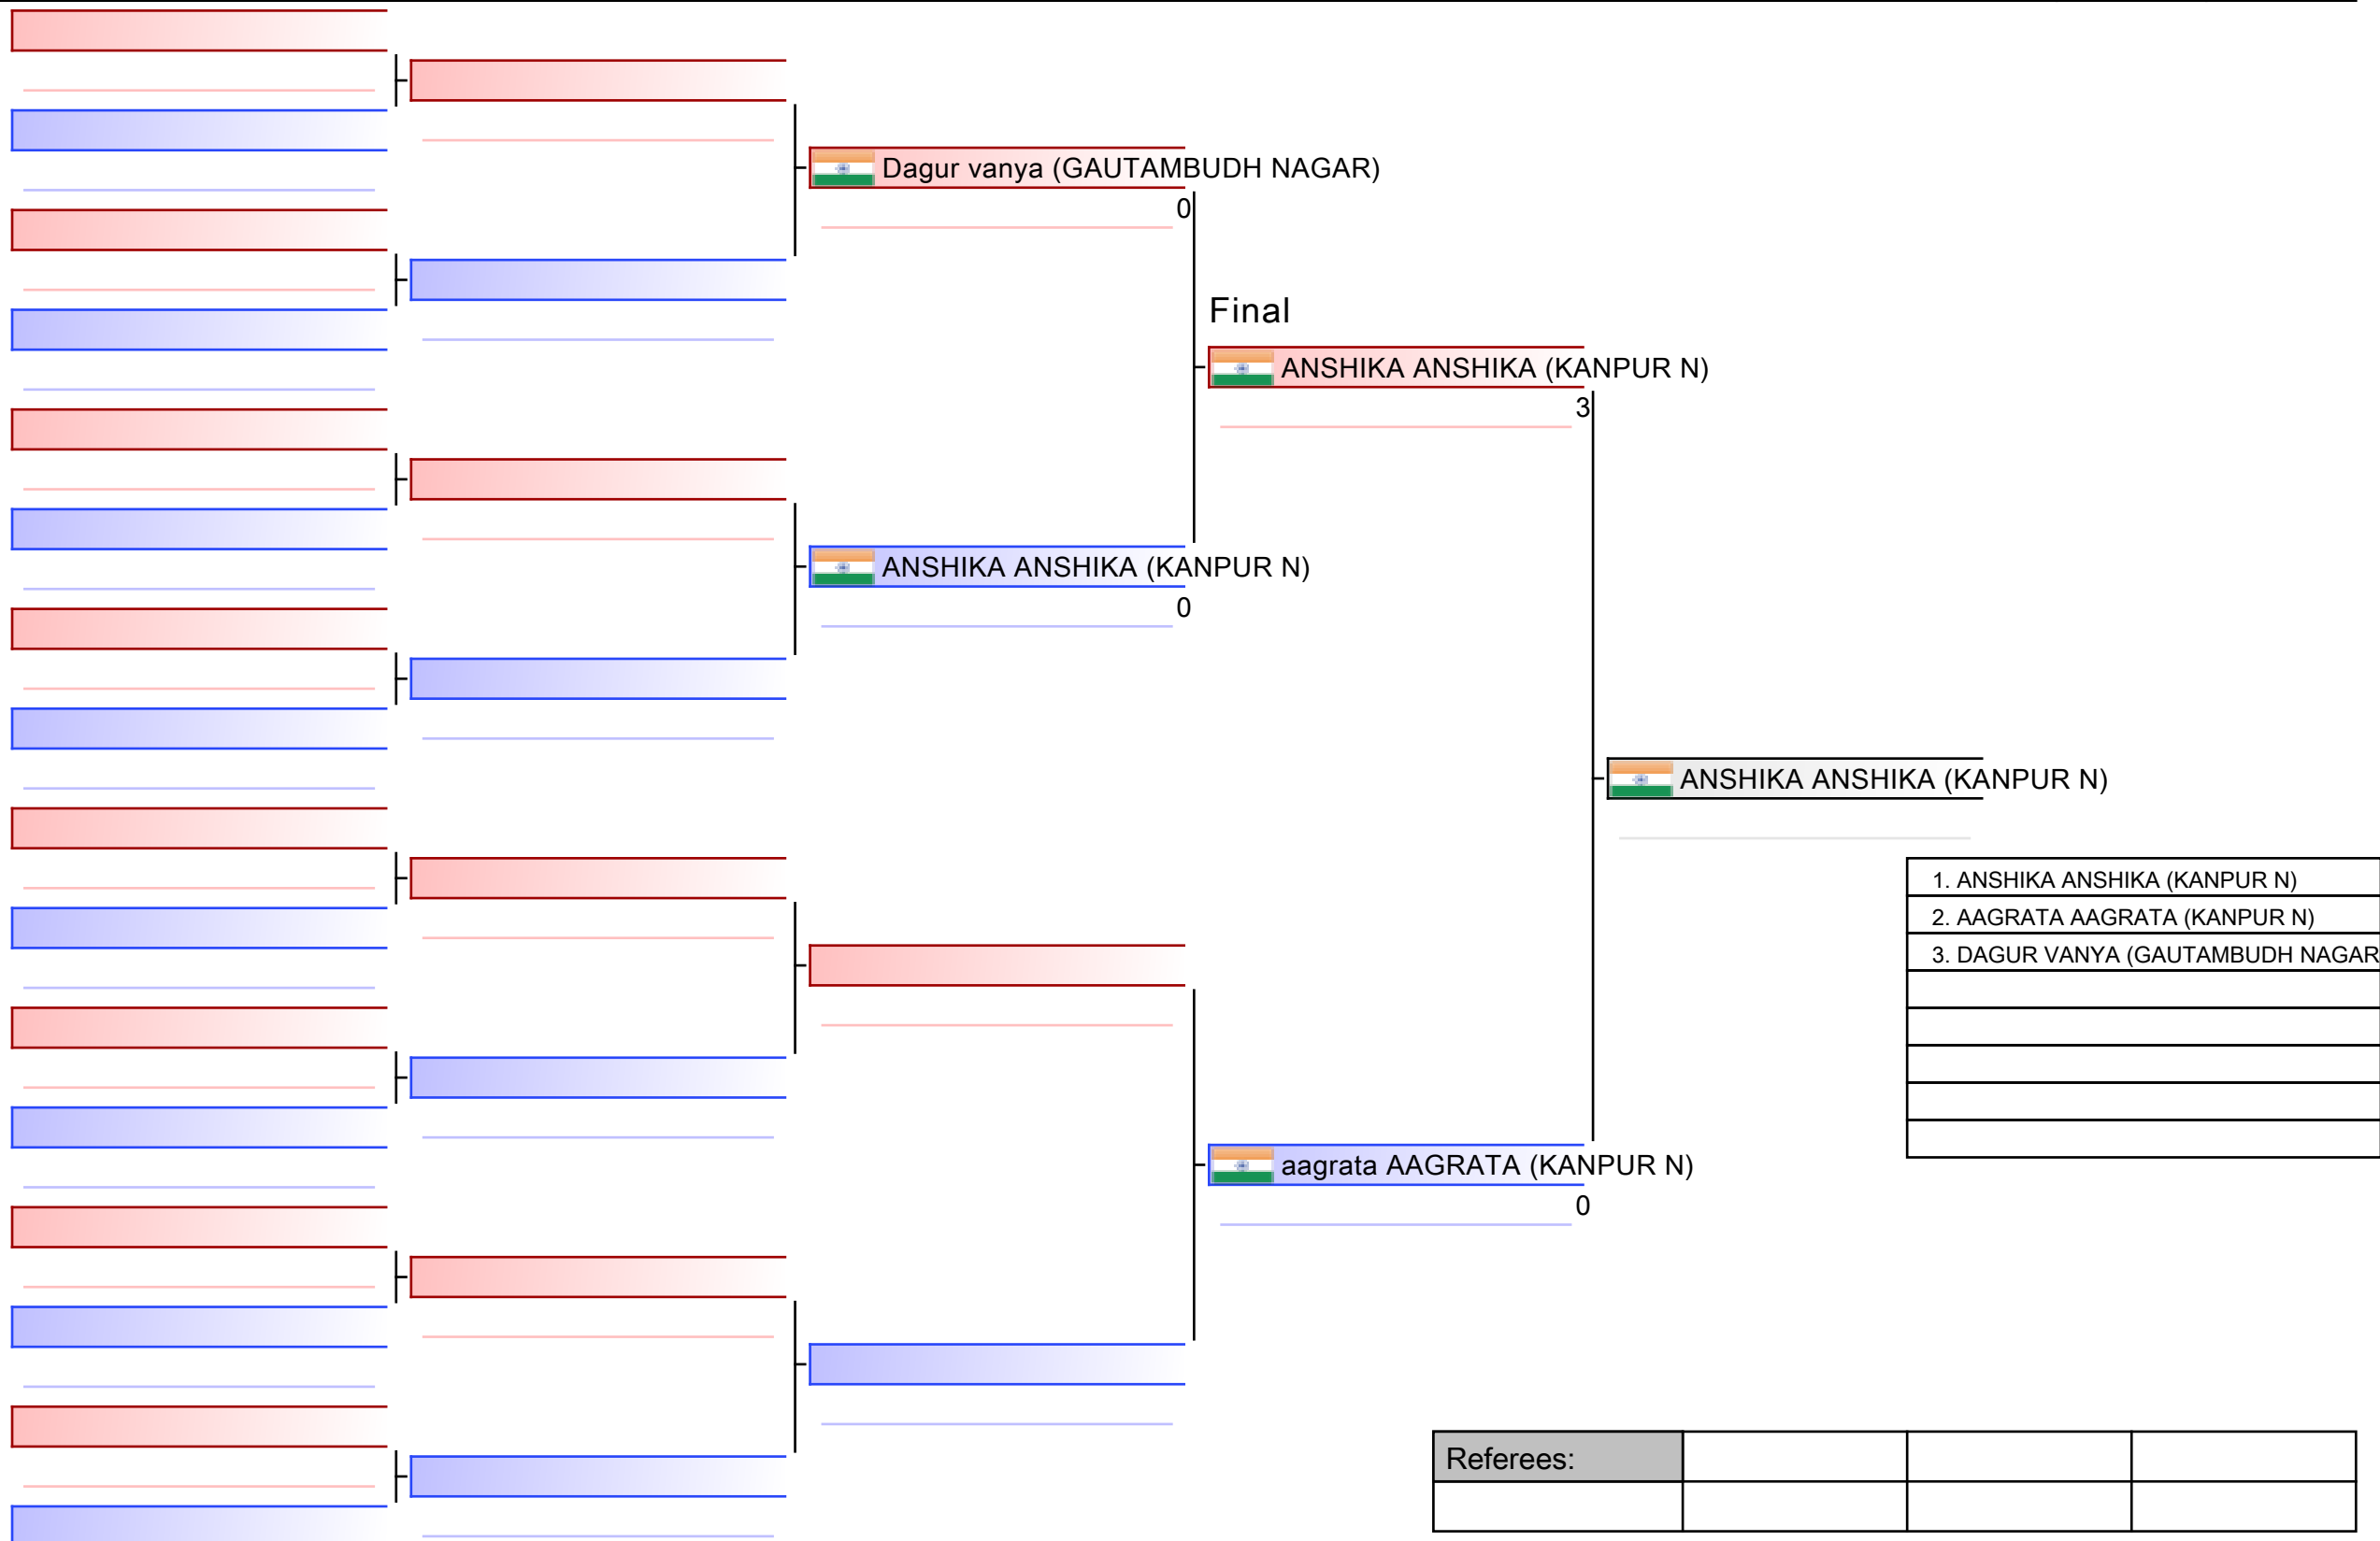 Dagur vanya (GAUTAMBUDH NAGAR)
0
Final
ANSHIKA ANSHIKA (KANPUR N)
3
ANSHIKA ANSHIKA (KANPUR N)
0
ANSHIKA ANSHIKA (KANPUR N)
1. ANSHIKA ANSHIKA (KANPUR N)
2. AAGRATA AAGRATA (KANPUR N)
3. DAGUR VANYA (GAUTAMBUDH NAGAR
aagrata AAGRATA (KANPUR N)
0
Referees: